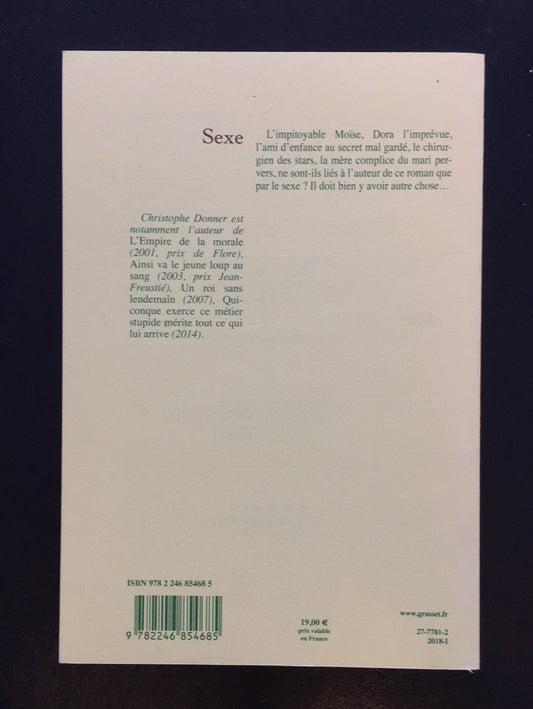 Sexe
L'impitoyable Moïse, Dora l'imprévue,
l'ami d'enfance au secret mal gardé, le chirur-
gien des stars, la mère complice du mari per-
vers, ne sont-ils liés à l'auteur de ce roman que
par le sexe ? Il doit bien y avoir autre chose…
Christophe Donner est
notamment l'auteur de
L'Empire de la morale
(2001, prix de Flore),
Ainsi va le jeune loup au
sang (2003, prix Jean-
Freustié), Un roi sans
lendemain (2007), Qui-
conque exerce ce métier
stupide mérite tout ce qui
lui arrive (2014).
ISBN 978 2 246 85468 5
9 782246 854685
19,00 €
prix valable
en France
www.grasset.fr
27-7781-2
2018-1